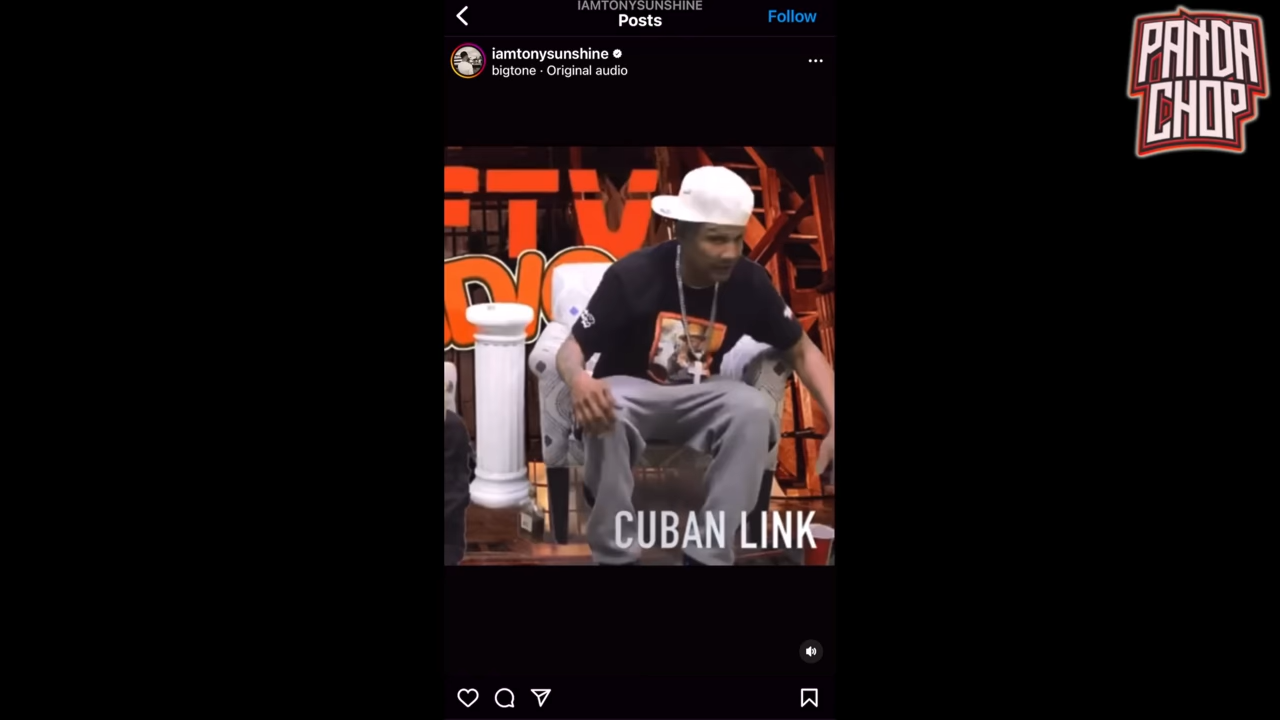 IAMTONYSUNSHINE
Posts
Follow
iamtonysunshine
bigtone · Original audio
PANDA
CHOP
CUBAN LINK